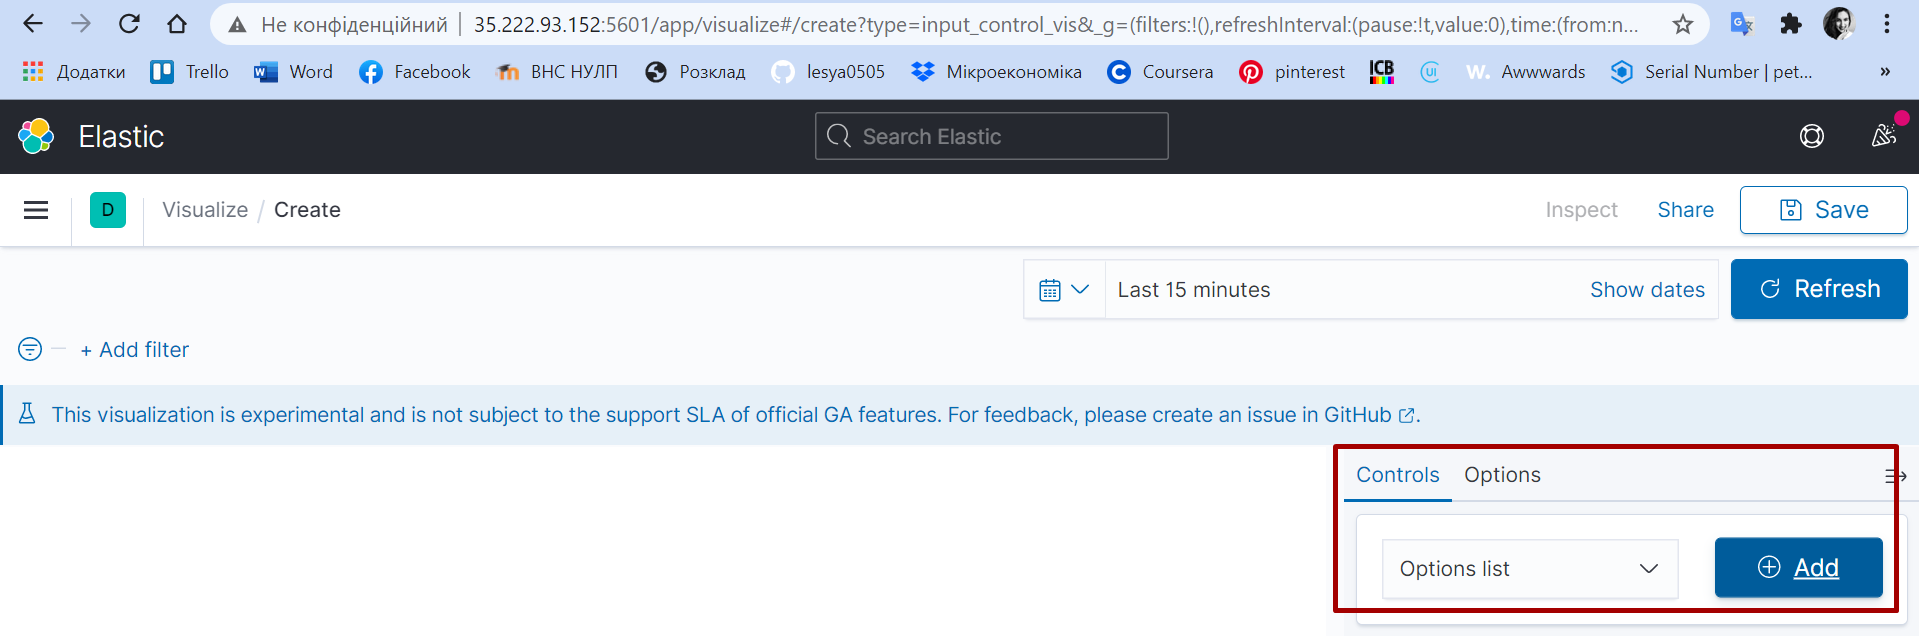 Не конфіденційний 35.222.93.152:5601/app/visualize#/create?type=input_control_vis&_g=(filters:!(),refreshInterval:(pause:!t,value:0),time:(from:n...
Додатки Trello Word Facebook ВНС НУЛП Розклад lesya0505 Мікроекономіка Coursera pinterest ICB UI W. Awwwards Serial Number | pet... »
Elastic Search Elastic
D Visualize / Create Inspect Share Save
Last 15 minutes Show dates Refresh
+ Add filter
This visualization is experimental and is not subject to the support SLA of official GA features. For feedback, please create an issue in GitHub.
Controls Options
Options list Add